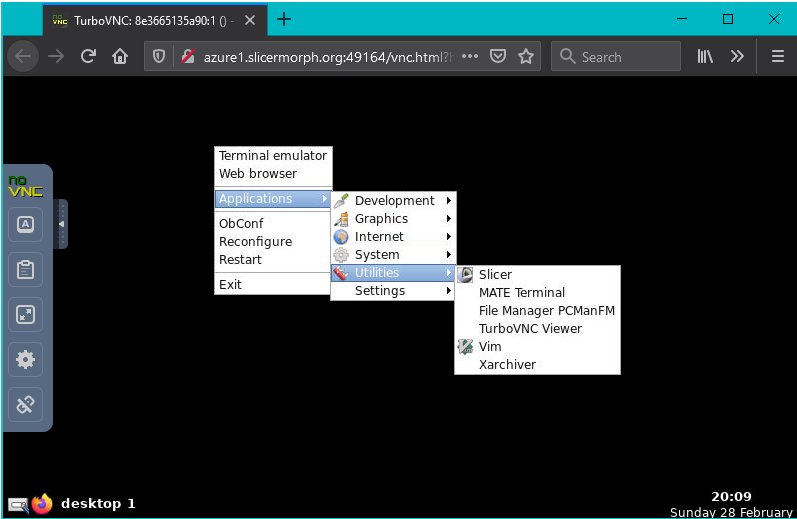 TurboVNC: 8e3665135a90:1 () -
azure1.slicermorph.org:49164/vnc.html?
Search
no
VNC
A
Terminal emulator
Web browser
Applications
ObConf
Reconfigure
Restart
Exit
Development
Graphics
Internet
System
Utilities
Settings
Slicer
MATE Terminal
File Manager PCManFM
TurboVNC Viewer
Vim
Xarchiver
desktop 1
20:09
Sunday 28 February